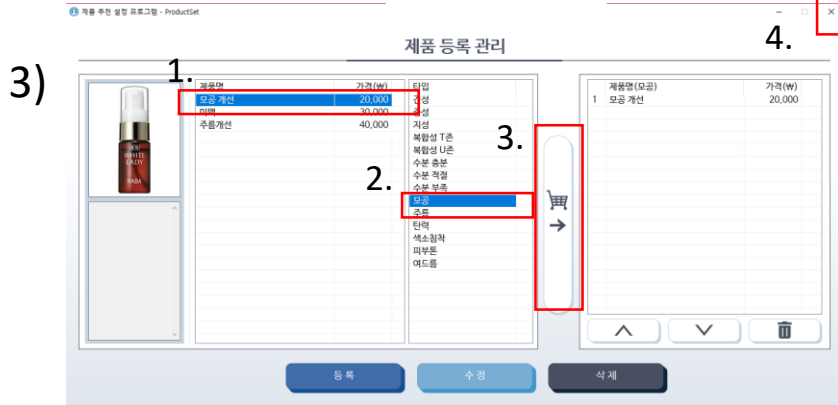 제품 추천 설정 프로그램 - ProductSet
제품 등록 관리
4.
3)
1.
제품명 가격(₩)
모공 개선 20,000
미백 30,000
주름개선 40,000
타입
건성
중성
지성
복합성 T존
복합성 U존
수분 충분
수분 적절
수분 부족
모공
주름
탄력
색소침착
피부톤
여드름
2.
3.
제품명(모공) 가격(₩)
1 모공 개선 20,000
WHITE
LADY
HABA
등 록
수 정
삭 제